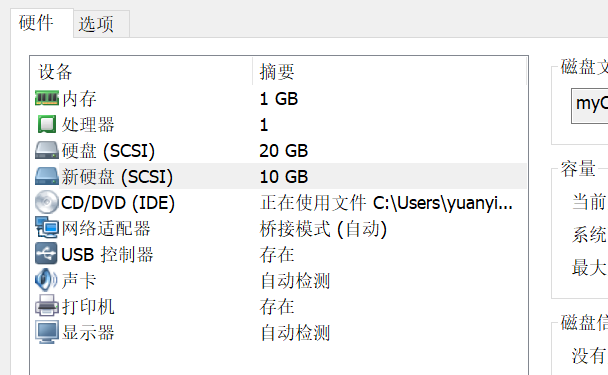 硬件 选项
设备 摘要
内存 1 GB
处理器 1
硬盘 (SCSI) 20 GB
新硬盘 (SCSI) 10 GB
CD/DVD (IDE) 正在使用文件 C:\Users\yuanyi...
网络适配器 桥接模式 (自动)
USB 控制器 存在
声卡 自动检测
打印机 存在
显示器 自动检测
磁盘文
my
容量
当前
系统
最大
磁盘信
没有